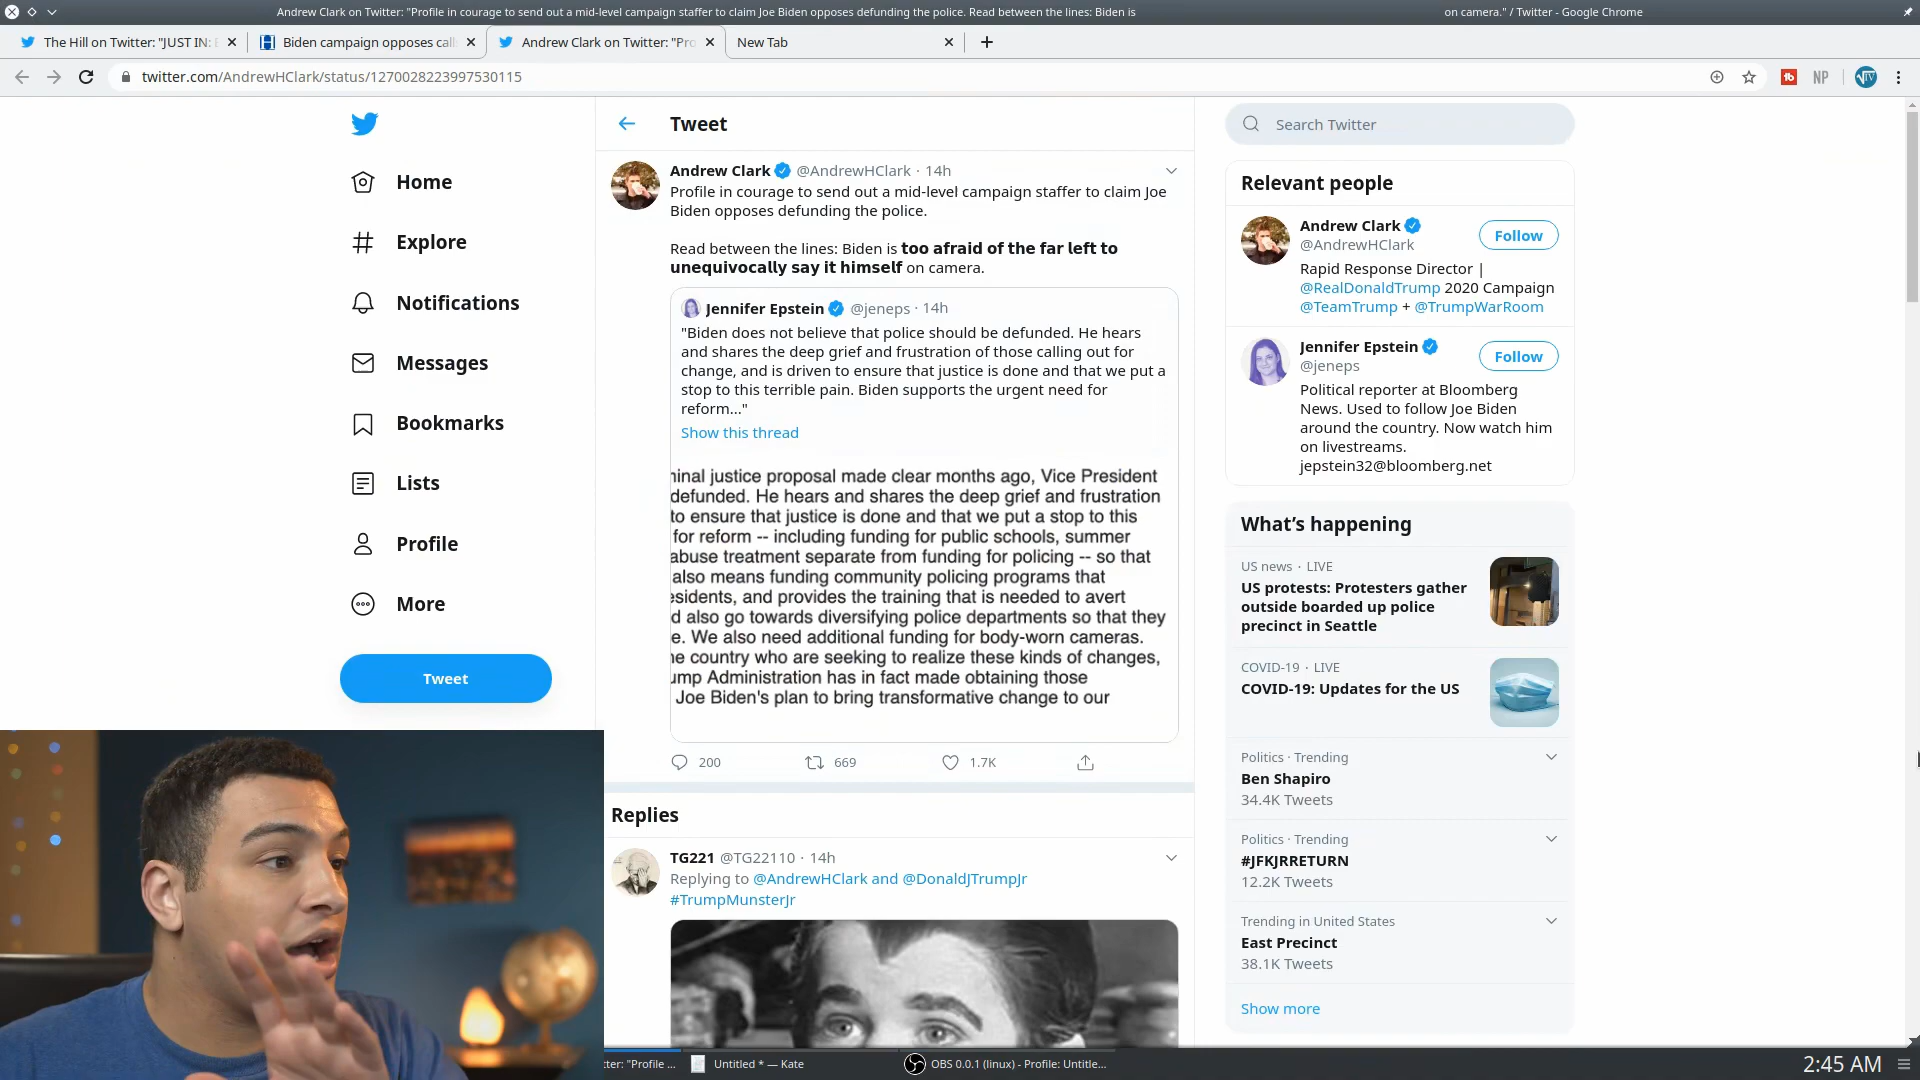 Andrew Clark on Twitter: "Profile in courage to send out a mid-level campaign staffer to claim Joe Biden opposes defunding the police. Read between the lines: Biden is on camera." / Twitter - Google Chrome
The Hill on Twitter: "JUST IN:
Biden campaign opposes call
Andrew Clark on Twitter: "Pro
New Tab
twitter.com/AndrewHClark/status/1270028223997530115
NP
Home
Explore
Notifications
Messages
Bookmarks
Lists
Profile
More
Tweet
Tweet
Andrew Clark @AndrewHClark · 14h
Profile in courage to send out a mid-level campaign staffer to claim Joe
Biden opposes defunding the police.
Read between the lines: Biden is too afraid of the far left to
unequivocally say it himself on camera.
Jennifer Epstein @jeneps · 14h
"Biden does not believe that police should be defunded. He hears
and shares the deep grief and frustration of those calling out for
change, and is driven to ensure that justice is done and that we put a
stop to this terrible pain. Biden supports the urgent need for
reform..."
Show this thread
ninal justice proposal made clear months ago, Vice President
defunded. He hears and shares the deep grief and frustration
to ensure that justice is done and that we put a stop to this
for reform -- including funding for public schools, summer
abuse treatment separate from funding for policing -- so that
also means funding community policing programs that
esidents, and provides the training that is needed to avert
d also go towards diversifying police departments so that they
e. We also need additional funding for body-worn cameras.
he country who are seeking to realize these kinds of changes,
ump Administration has in fact made obtaining those
Joe Biden's plan to bring transformative change to our
200 669 1.7K
Replies
TG221 @TG22110 · 14h
Replying to @AndrewHClark and @DonaldJTrumpJr
#TrumpMunsterJr
Search Twitter
Relevant people
Andrew Clark
@AndrewHClark
Follow
Rapid Response Director |
@RealDonaldTrump 2020 Campaign
@TeamTrump + @TrumpWarRoom
Jennifer Epstein
@jeneps
Follow
Political reporter at Bloomberg
News. Used to follow Joe Biden
around the country. Now watch him
on livestreams.
jepstein32@bloomberg.net
What's happening
US news · LIVE
US protests: Protesters gather
outside boarded up police
precinct in Seattle
COVID-19 · LIVE
COVID-19: Updates for the US
Politics · Trending
Ben Shapiro
34.4K Tweets
Politics · Trending
#JFKJRRETURN
12.2K Tweets
Trending in United States
East Precinct
38.1K Tweets
Show more
tter: "Profile ...
Untitled * — Kate
OBS 0.0.1 (linux) - Profile: Untitle...
2:45 AM